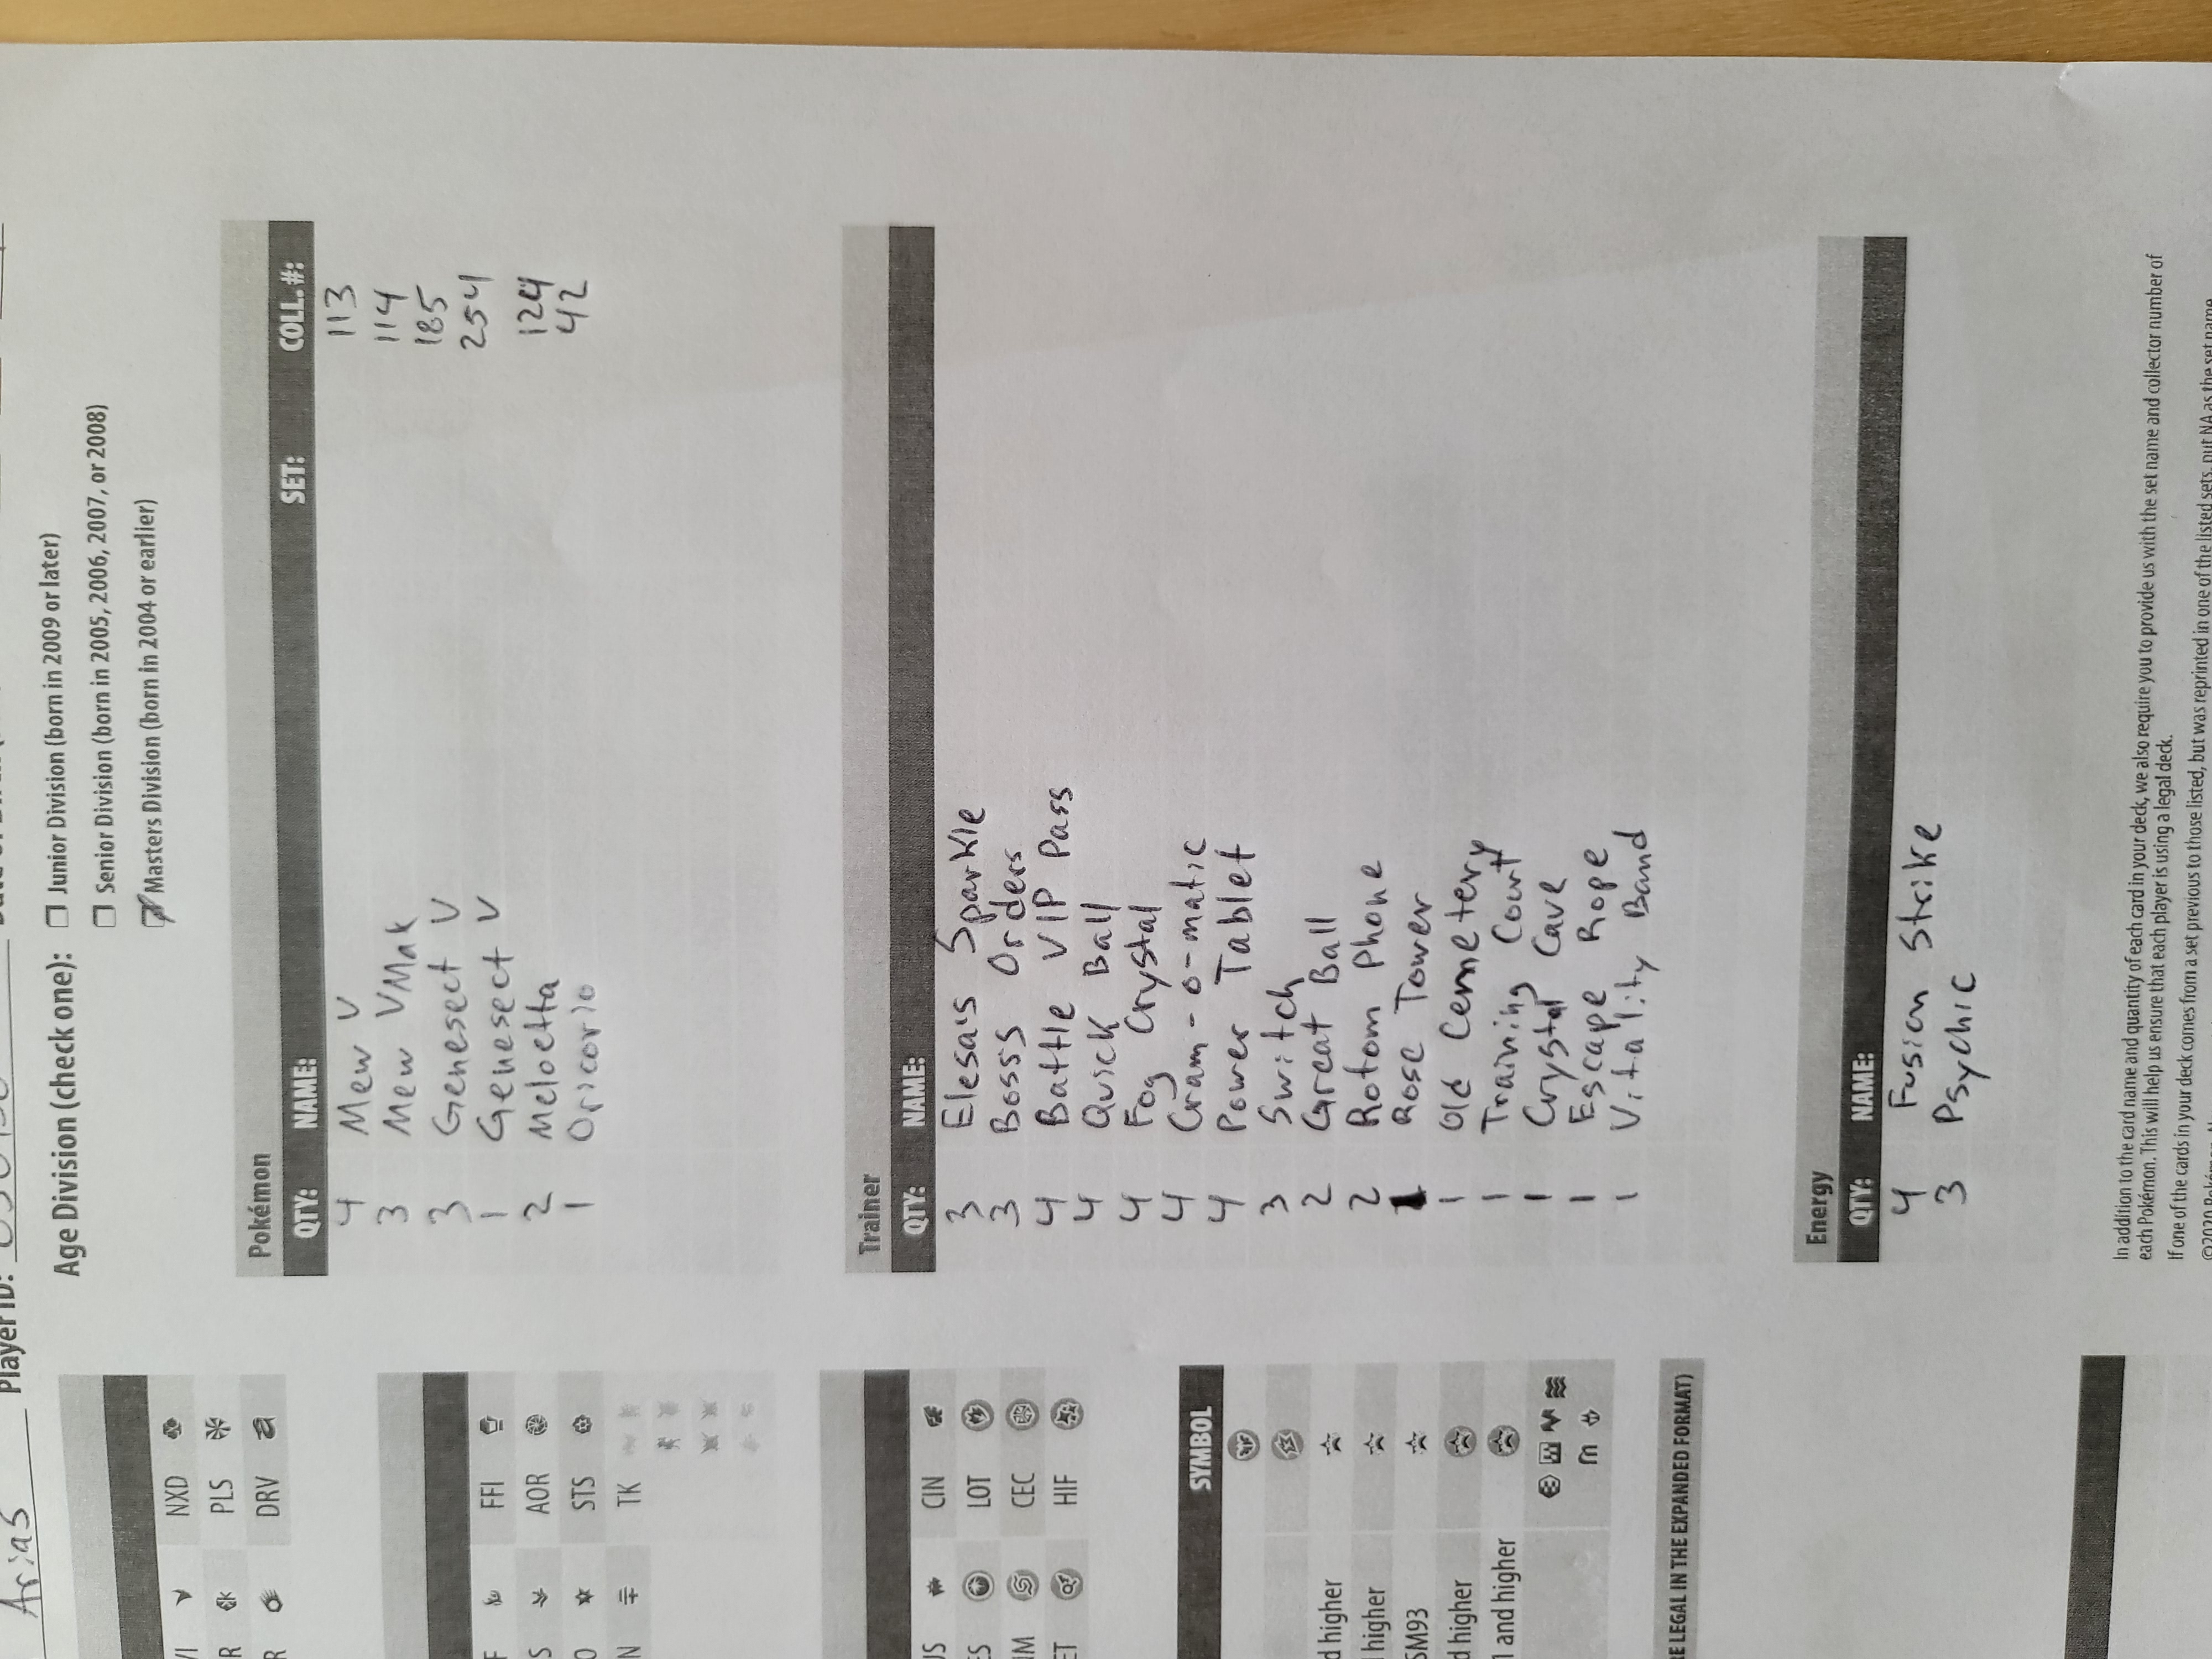 Arias Player ID:
Age Division (check one): Junior Division (born in 2009 or later)
Senior Division (born in 2005, 2006, 2007, or 2008)
Masters Division (born in 2004 or earlier)
NXD
R PLS
R DRV
F FFI
S AOR
O STS
N TK
US CIN
ES LOT
UM CEC
ET HIF
SYMBOL
d higher
higher
SM93
d higher
1 and higher
RE LEGAL IN THE EXPANDED FORMAT)
Pokémon
QTY: NAME: SET: COLL. #:
4 Mew V 113
3 Mew VMax 114
3 Genesect V 185
1 Genesect V 254
2 Meloetta 124
1 Oricorio 42
Trainer
QTY: NAME:
3 Elesa's Sparkle
3 Boss's Orders
4 Battle VIP Pass
4 Quick Ball
4 Fog Crystal
4 Cram-o-matic
4 Power Tablet
3 Switch
2 Great Ball
2 Rotom Phone
1 Rose Tower
1 Old Cemetery
1 Training Court
1 Crystal Cave
1 Escape Rope
1 Vitality Band
Energy
QTY: NAME:
4 Fusion Strike
3 Psychic
In addition to the card name and quantity of each card in your deck, we also require you to provide us with the set name and collector number of
each Pokémon. This will help us ensure that each player is using a legal deck.
If one of the cards in your deck comes from a set previous to those listed, but was reprinted in one of the listed sets, put NA as the set name
©2020 Pokémon.